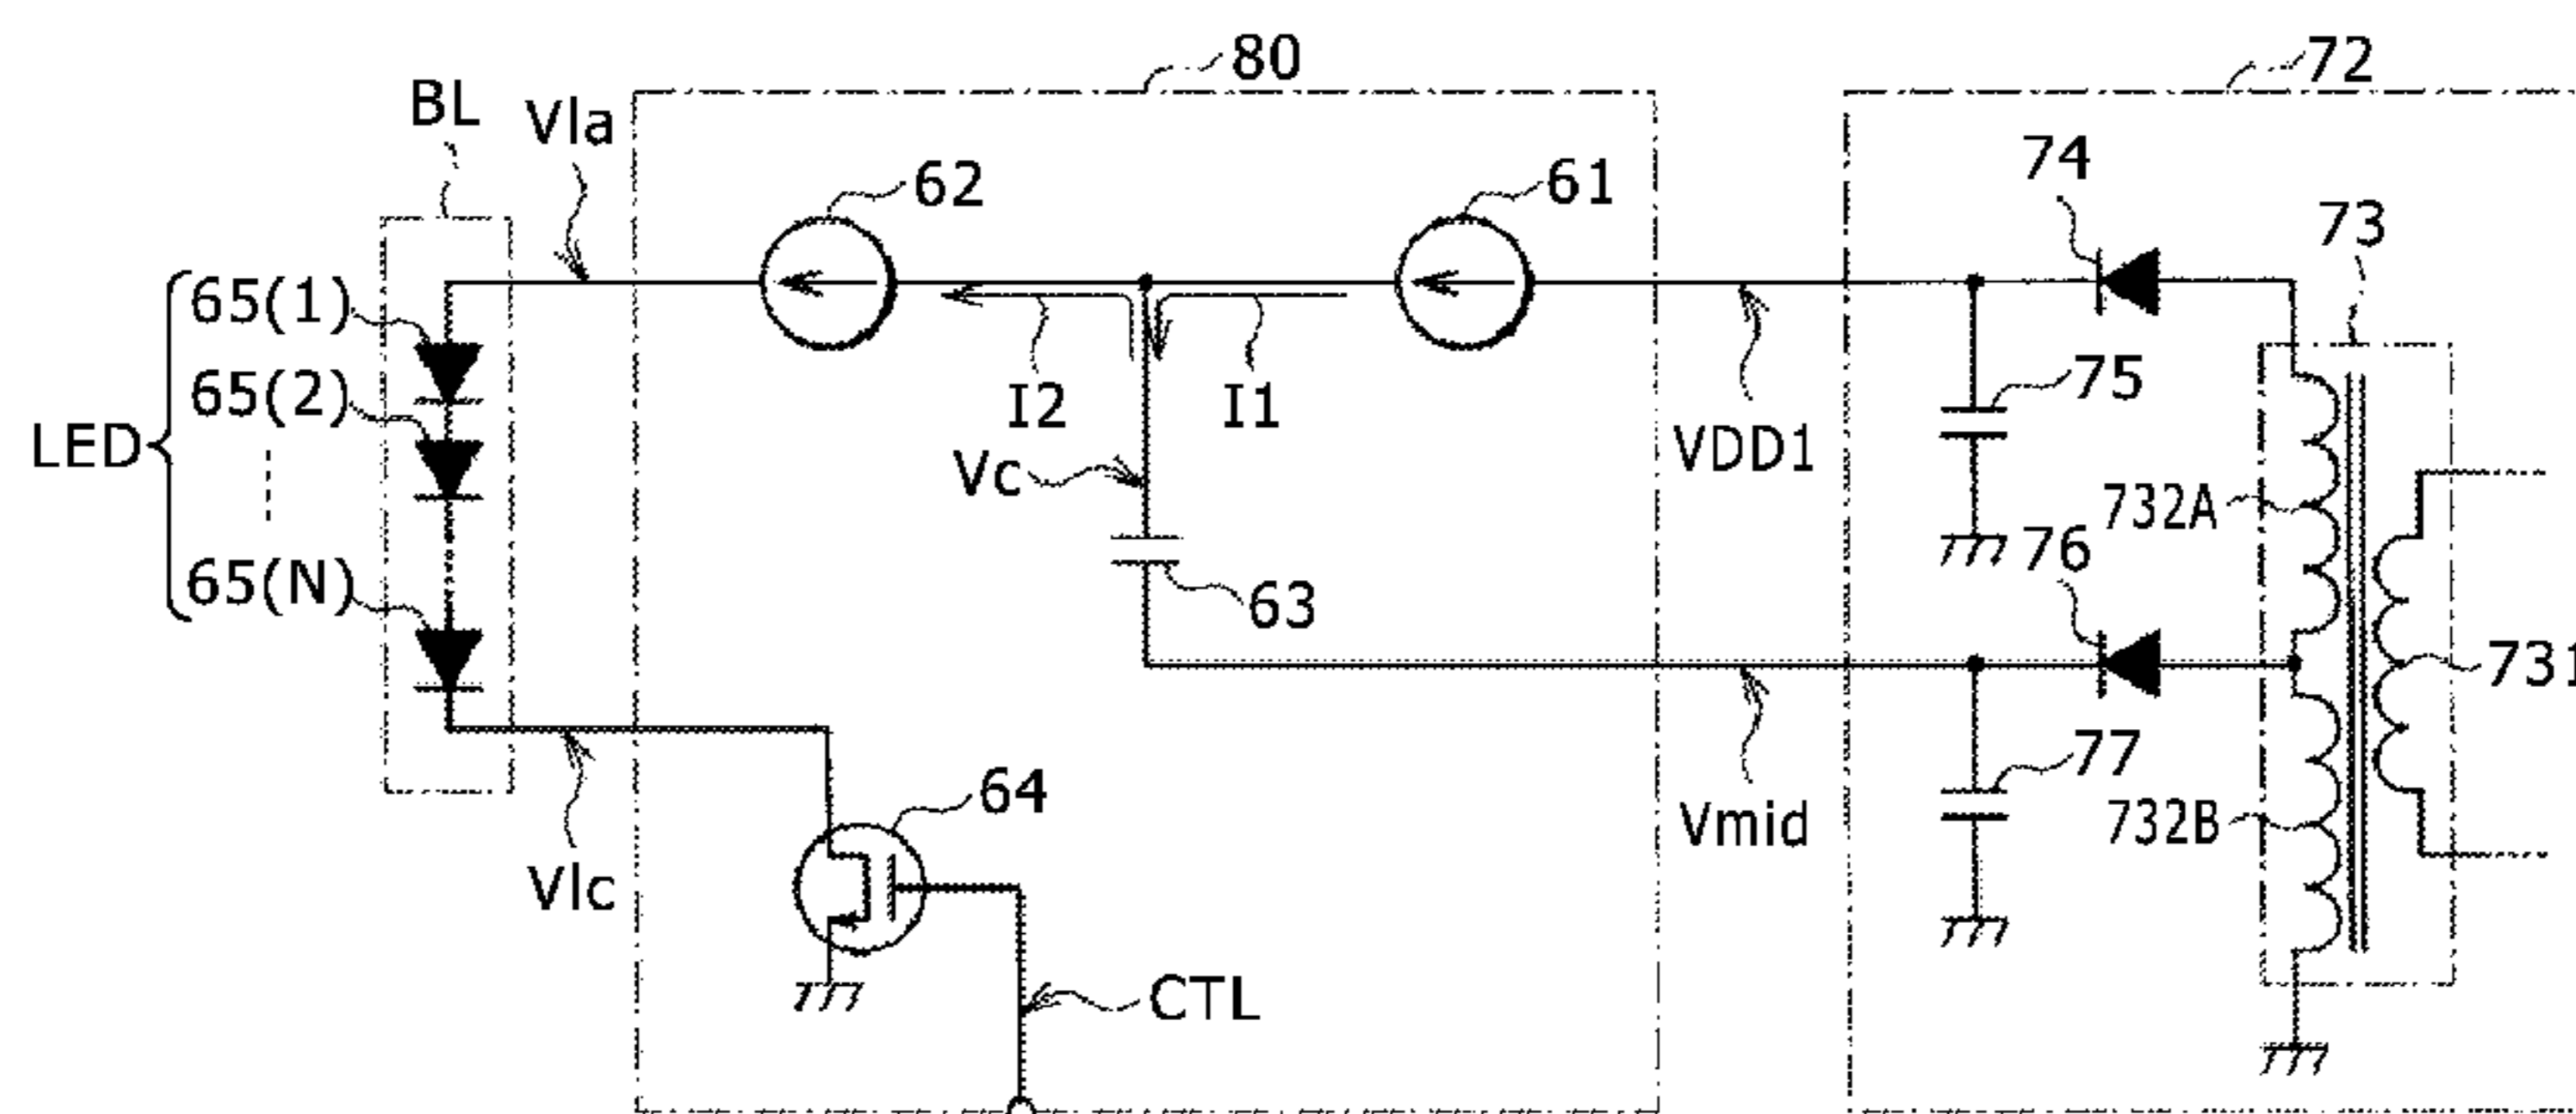 80
72
BL
Vla
62
61
74
73
65(1)
65(2)
65(N)
LED
I2
I1
75
VDD1
Vc
732A
76
63
731
77
64
Vmid
732B
Vlc
CTL